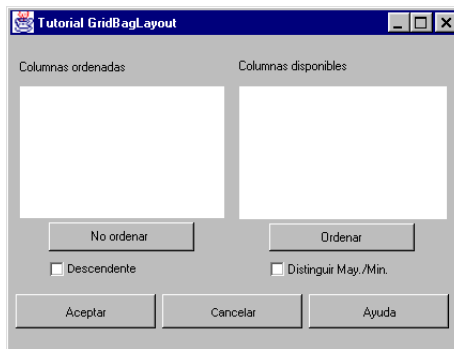 Tutorial GridBagLayout
Columnas ordenadas
Columnas disponibles
No ordenar
Ordenar
Descendente
Distinguir May./Min.
Aceptar
Cancelar
Ayuda